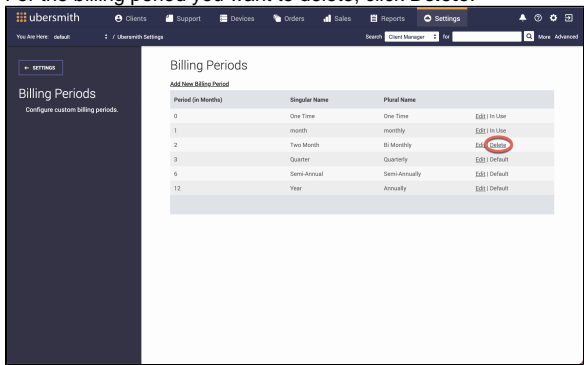 For the billing period you want to delete, click Delete.
ubersmith Clients Support Devices Orders Sales Reports Settings
You Are Here: default / Ubersmith Settings Search Client Manager for More Advanced
← SETTINGS
Billing Periods
Configure custom billing periods.
Billing Periods
Add New Billing Period
Period (in Months) Singular Name Plural Name
0 One Time One Time Edit | In Use
1 month monthly Edit | In Use
2 Two Month Bi Monthly Edit | Delete
3 Quarter Quarterly Edit | Default
6 Semi-Annual Semi-Annually Edit | Default
12 Year Annually Edit | Default